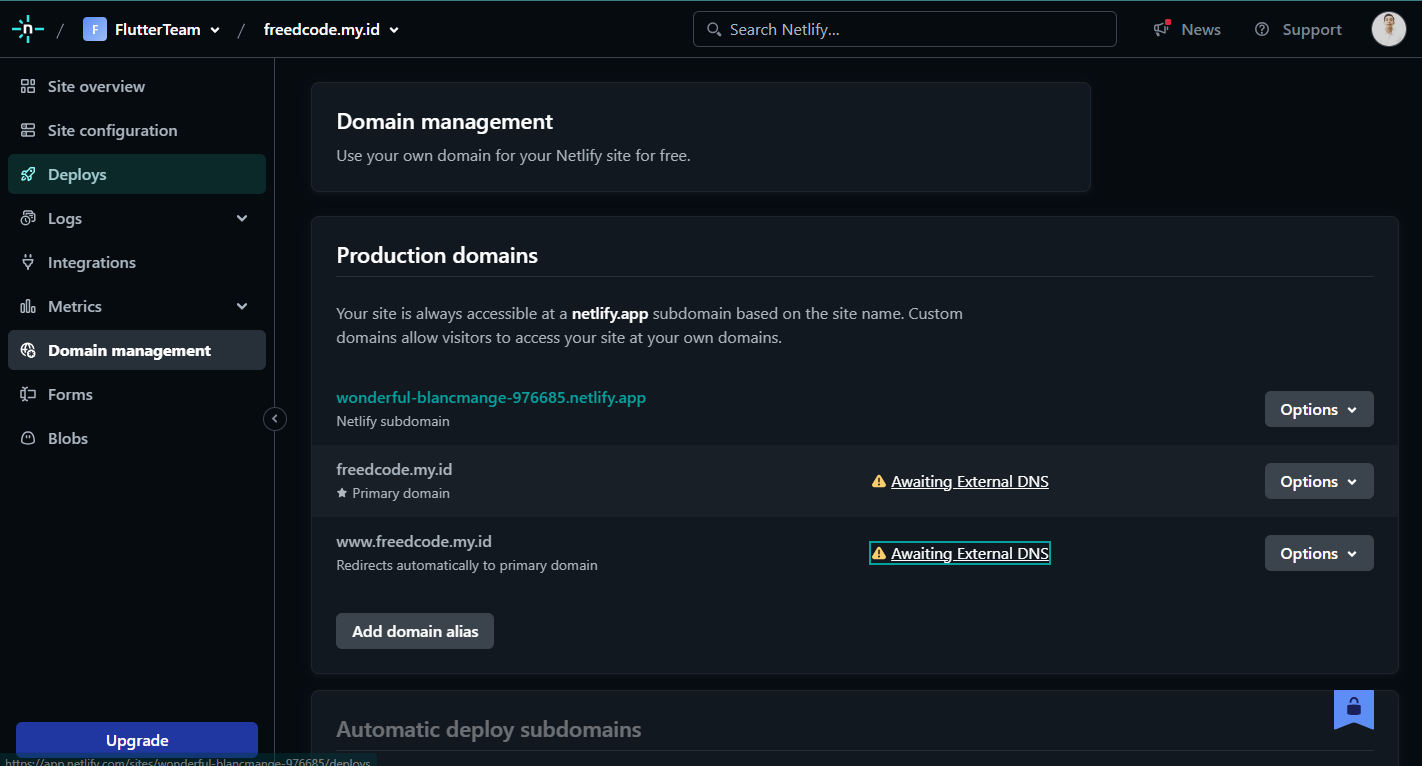 n / F FlutterTeam / freedcode.my.id
Search Netlify...
News
Support
Site overview
Site configuration
Deploys
Logs
Integrations
Metrics
Domain management
Forms
Blobs
Upgrade
https://app.netlify.com/sites/wonderful-blancmange-976685/deploys
Domain management
Use your own domain for your Netlify site for free.
Production domains
Your site is always accessible at a netlify.app subdomain based on the site name. Custom
domains allow visitors to access your site at your own domains.
wonderful-blancmange-976685.netlify.app
Netlify subdomain
Options
freedcode.my.id
Primary domain
Awaiting External DNS
Options
www.freedcode.my.id
Redirects automatically to primary domain
Awaiting External DNS
Options
Add domain alias
Automatic deploy subdomains